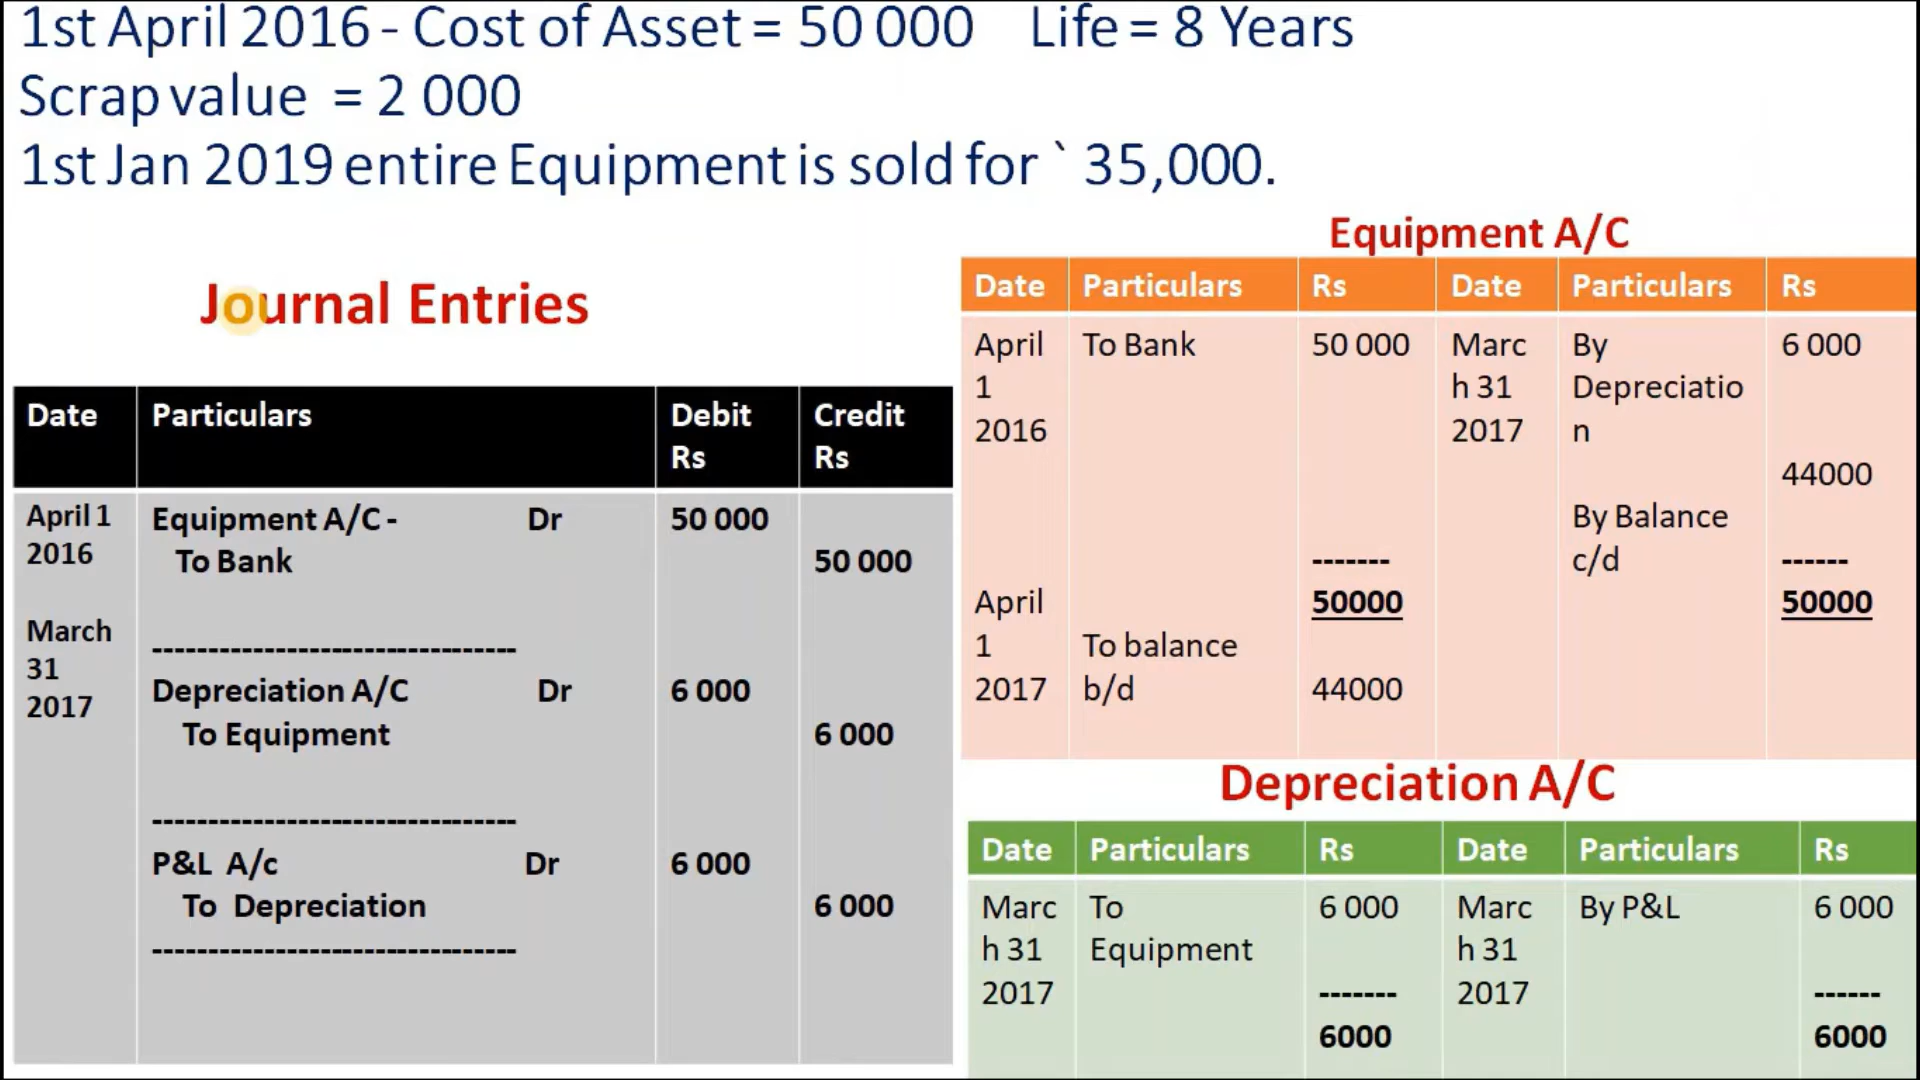 1st April 2016 - Cost of Asset = 50 000 Life = 8 Years
Scrap value = 2 000
1st Jan 2019 entire Equipment is sold for ` 35,000.
Journal Entries
Date Particulars Debit Credit
Rs Rs
April 1 Equipment A/C - Dr 50 000
2016 To Bank 50 000
March
31
2017
---------------------------------
Depreciation A/C Dr 6 000
To Equipment 6 000
---------------------------------
P&L A/c Dr 6 000
To Depreciation 6 000
---------------------------------
Equipment A/C
Date Particulars Rs Date Particulars Rs
April To Bank 50 000 Marc By 6 000
1 h 31 Depreciatio
2016 2017 n
44000
By Balance
------- c/d ------
April 50000 50000
1 To balance
2017 b/d 44000
Depreciation A/C
Date Particulars Rs Date Particulars Rs
Marc To 6 000 Marc By P&L 6 000
h 31 Equipment h 31
2017 ------- 2017 ------
6000 6000